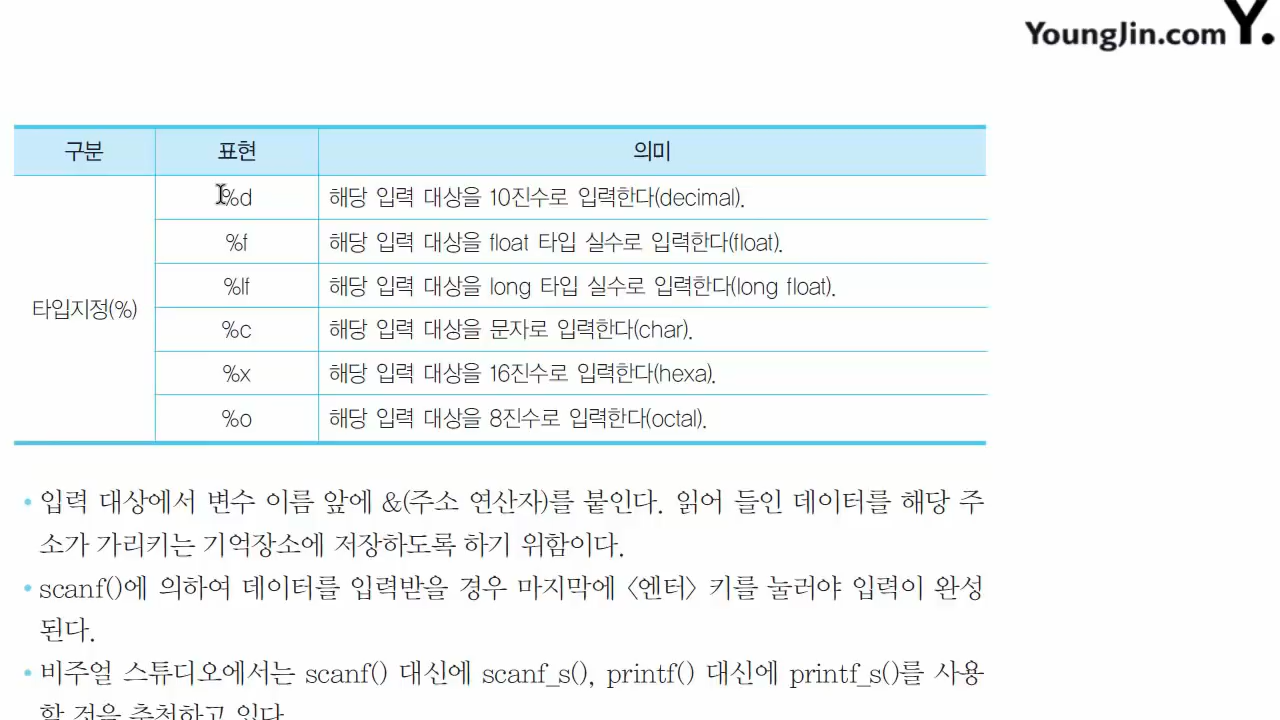 YoungJin.com Y.
구분 표현 의미
타입지정(%)
%d 해당 입력 대상을 10진수로 입력한다(decimal).
%f 해당 입력 대상을 float 타입 실수로 입력한다(float).
%lf 해당 입력 대상을 long 타입 실수로 입력한다(long float).
%c 해당 입력 대상을 문자로 입력한다(char).
%x 해당 입력 대상을 16진수로 입력한다(hexa).
%o 해당 입력 대상을 8진수로 입력한다(octal).
• 입력 대상에서 변수 이름 앞에 &(주소 연산자)를 붙인다. 읽어 들인 데이터를 해당 주
소가 가리키는 기억장소에 저장하도록 하기 위함이다.
• scanf()에 의하여 데이터를 입력받을 경우 마지막에 〈엔터〉 키를 눌러야 입력이 완성
된다.
• 비주얼 스튜디오에서는 scanf() 대신에 scanf_s(), printf() 대신에 printf_s()를 사용
할 것을 추천하고 있다